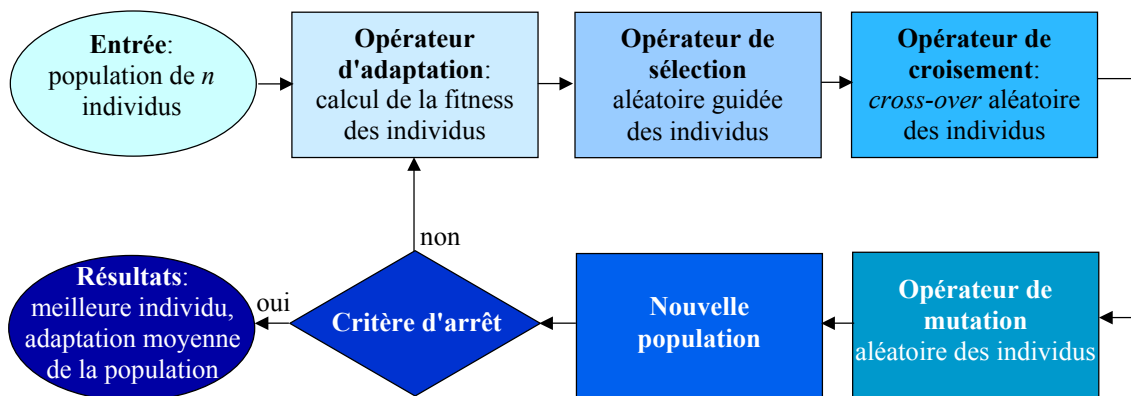 Entrée:
population de n
individus
Opérateur
d'adaptation:
calcul de la fitness
des individus
Opérateur de
sélection
aléatoire guidée
des individus
Opérateur de
croisement:
cross-over aléatoire
des individus
non
Résultats:
meilleure individu,
adaptation moyenne
de la population
oui
Critère d'arrêt
Nouvelle
population
Opérateur de
mutation
aléatoire des individus